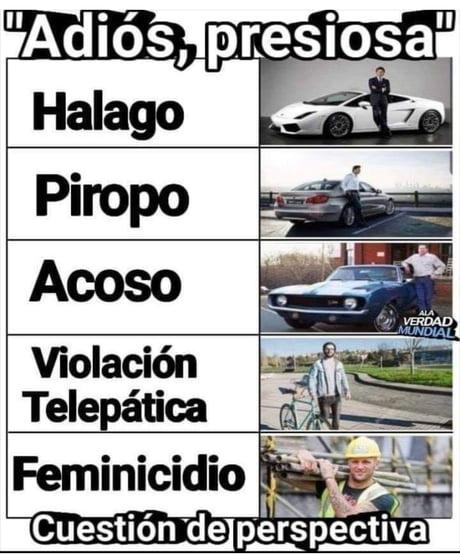 "Adiós, presiosa"
Halago
Piropo
Acoso
ALA
VERDAD
MUNDIAL
Violación
Telepática
Feminicidio
Cuestión de perspectiva